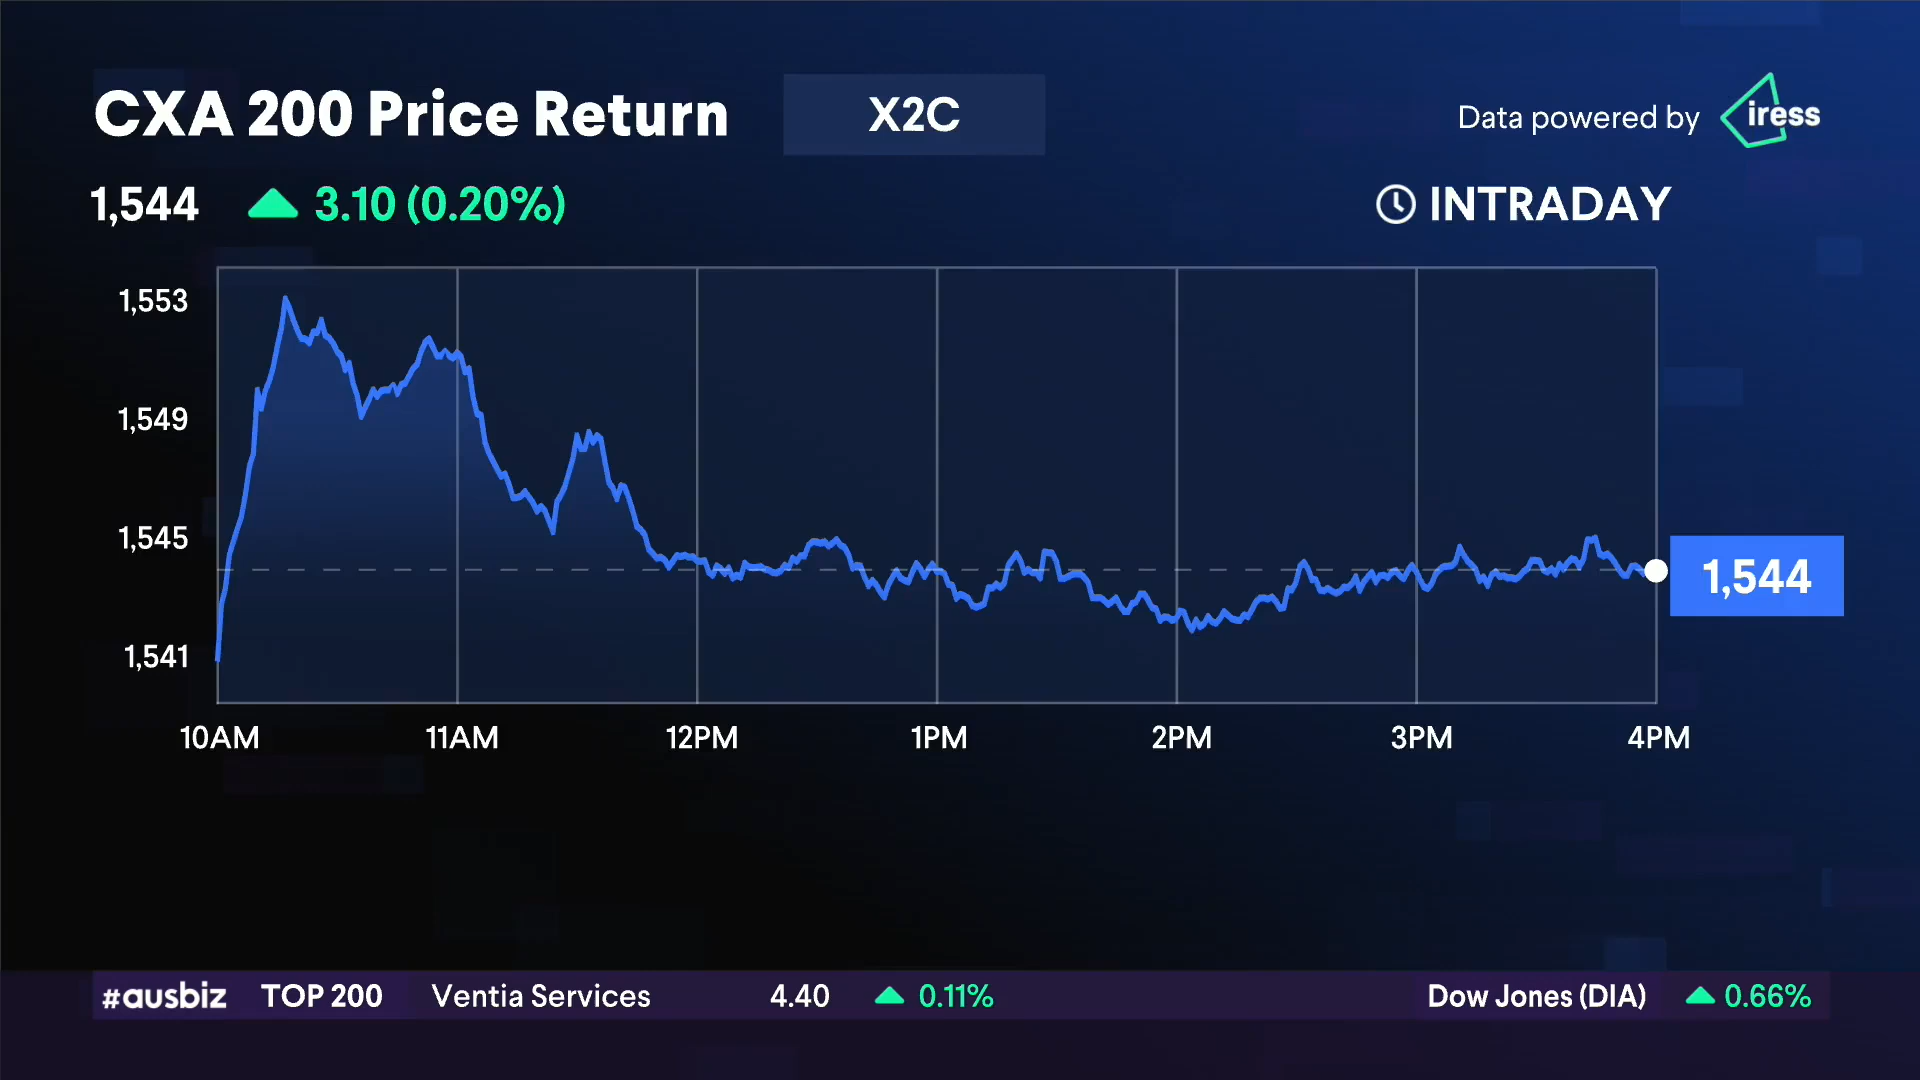 CXA 200 Price Return
X2C
Data powered by iress
1,544 3.10 (0.20%)
INTRADAY
1,553
1,549
1,545
1,541
1,544
10AM 11AM 12PM 1PM 2PM 3PM 4PM
#ausbiz TOP 200 Ventia Services 4.40 0.11% Dow Jones (DIA) 0.66%